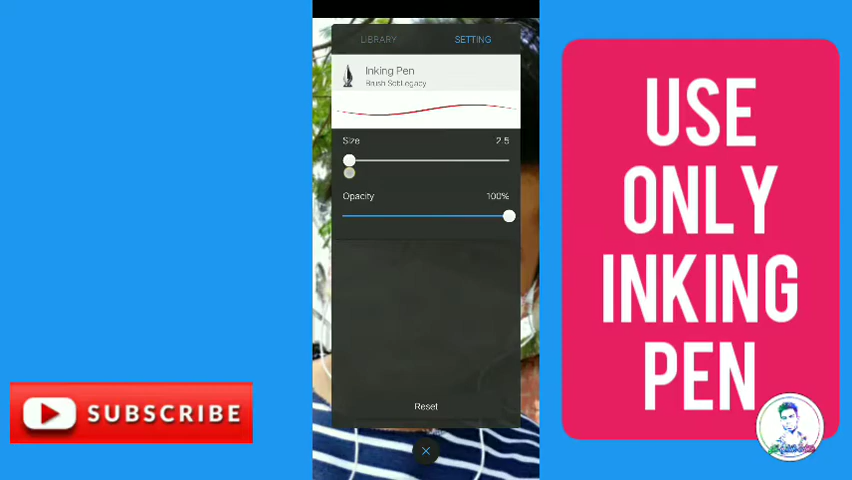 LIBRARY SETTING
Inking Pen
Brush Set:Legacy
Size 2.5
Opacity 100%
Reset
USE
ONLY
INKING
PEN
SUBSCRIBE